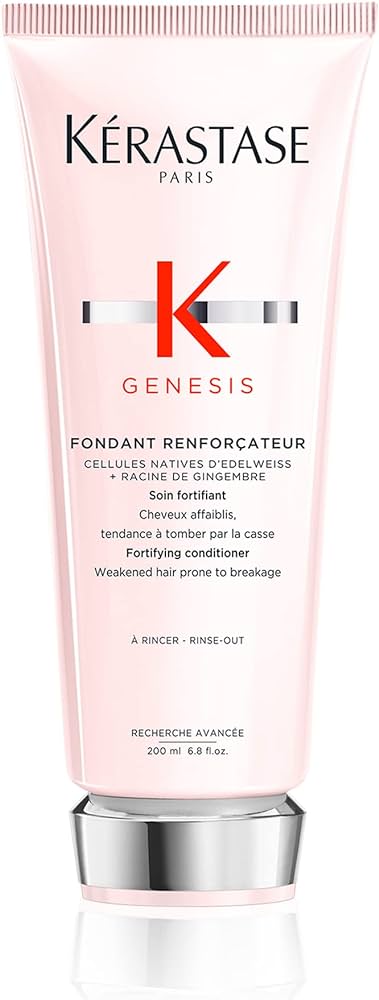 KÉRASTASE
PARIS
K
GENESIS
FONDANT RENFORÇATEUR
CELLULES NATIVES D'EDELWEISS
+ RACINE DE GINGEMBRE
Soin fortifiant
Cheveux affaiblis,
tendance à tomber par la casse
Fortifying conditioner
Weakened hair prone to breakage
À RINCER - RINSE-OUT
RECHERCHE AVANCÉE
200 ml 6.8 fl.oz.